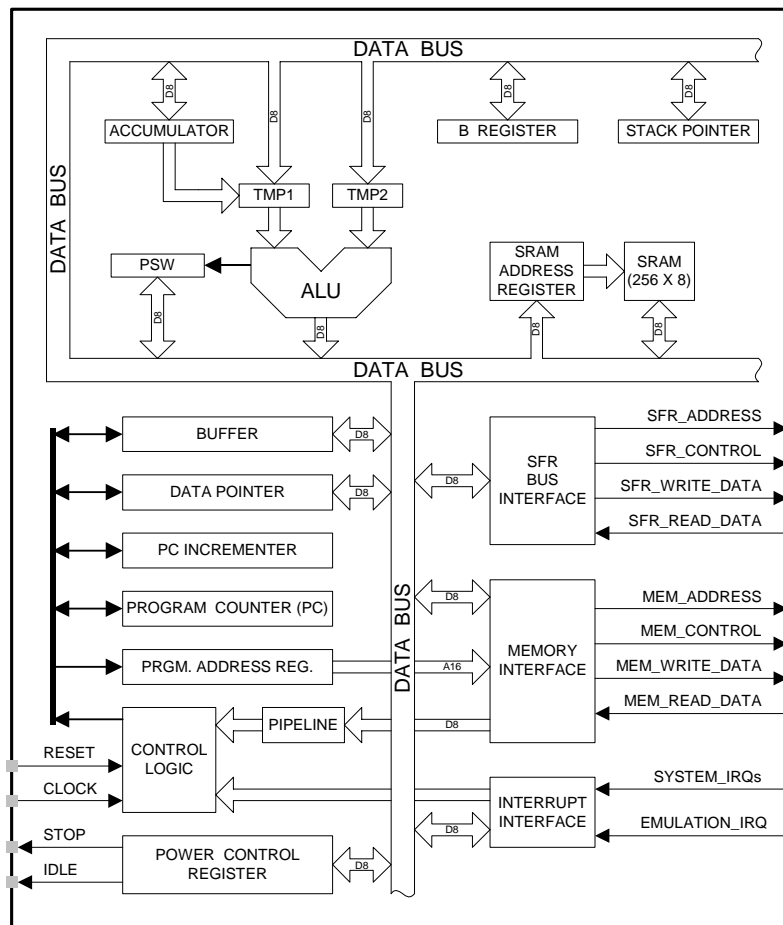 DATA BUS
D8
D8
D8
D8
D8
ACCUMULATOR
B REGISTER
STACK POINTER
DATA BUS
TMP1
TMP2
PSW
ALU
SRAM
ADDRESS
REGISTER
SRAM
(256 X 8)
D8
D8
D8
D8
DATA BUS
BUFFER
D8
DATA POINTER
D8
PC INCREMENTER
PROGRAM COUNTER (PC)
PRGM. ADDRESS REG.
A16
DATA BUS
D8
SFR
BUS
INTERFACE
SFR_ADDRESS
SFR_CONTROL
SFR_WRITE_DATA
SFR_READ_DATA
D8
MEMORY
INTERFACE
MEM_ADDRESS
MEM_CONTROL
MEM_WRITE_DATA
MEM_READ_DATA
D8
PIPELINE
CONTROL
LOGIC
RESET
CLOCK
INTERRUPT
INTERFACE
SYSTEM_IRQs
EMULATION_IRQ
D8
STOP
IDLE
POWER CONTROL
REGISTER
D8